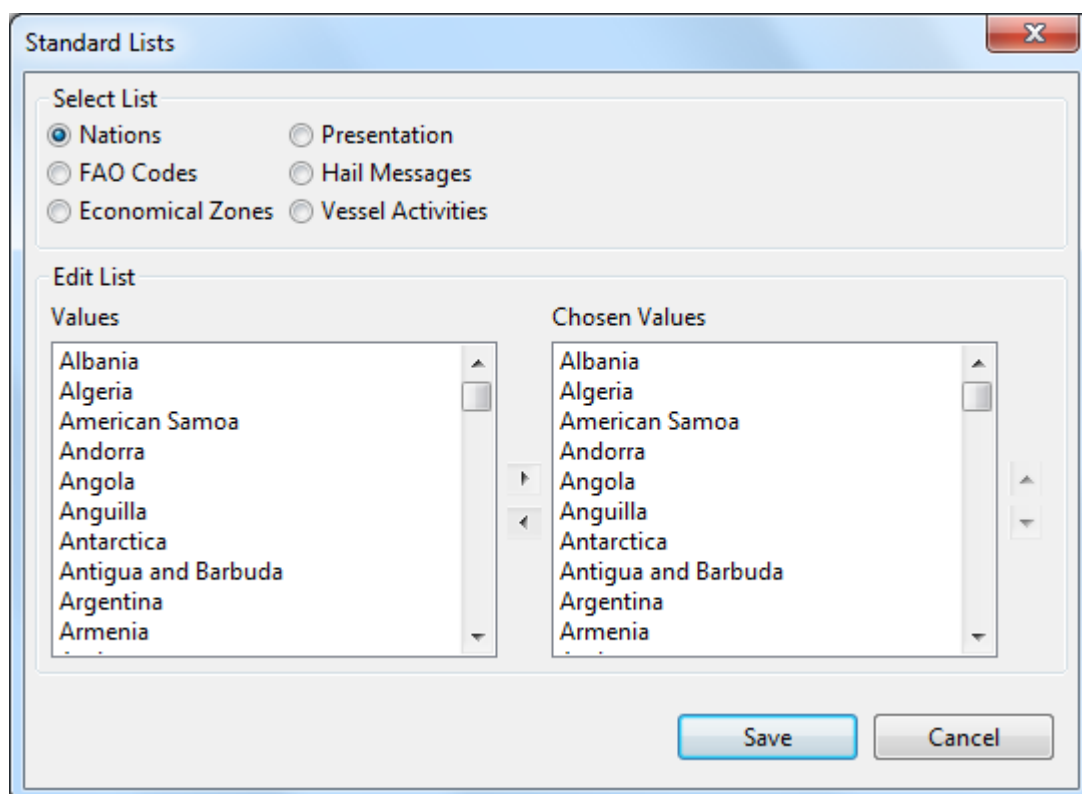 Standard Lists
Select List
Nations
Presentation
FAO Codes
Hail Messages
Economical Zones
Vessel Activities
Edit List
Values
Albania
Algeria
American Samoa
Andorra
Angola
Anguilla
Antarctica
Antigua and Barbuda
Argentina
Armenia
Chosen Values
Albania
Algeria
American Samoa
Andorra
Angola
Anguilla
Antarctica
Antigua and Barbuda
Argentina
Armenia
Save
Cancel